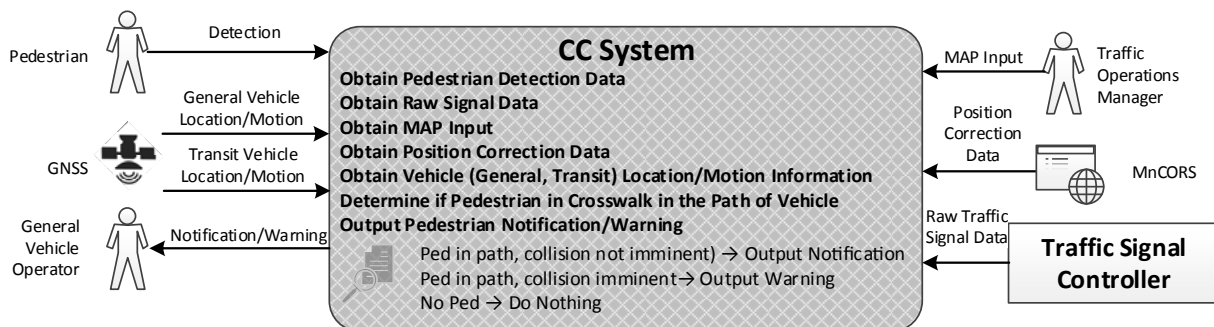 Pedestrian
Detection
General Vehicle
Location/Motion
GNSS
Transit Vehicle
Location/Motion
General
Vehicle
Operator
Notification/Warning
CC System
Obtain Pedestrian Detection Data
Obtain Raw Signal Data
Obtain MAP Input
Obtain Position Correction Data
Obtain Vehicle (General, Transit) Location/Motion Information
Determine if Pedestrian in Crosswalk in the Path of Vehicle
Output Pedestrian Notification/Warning
Ped in path, collision not imminent) → Output Notification
Ped in path, collision imminent→ Output Warning
No Ped → Do Nothing
MAP Input
Traffic
Operations
Manager
Position
Correction
Data
MnCORS
Raw Traffic
Signal Data
Traffic Signal
Controller